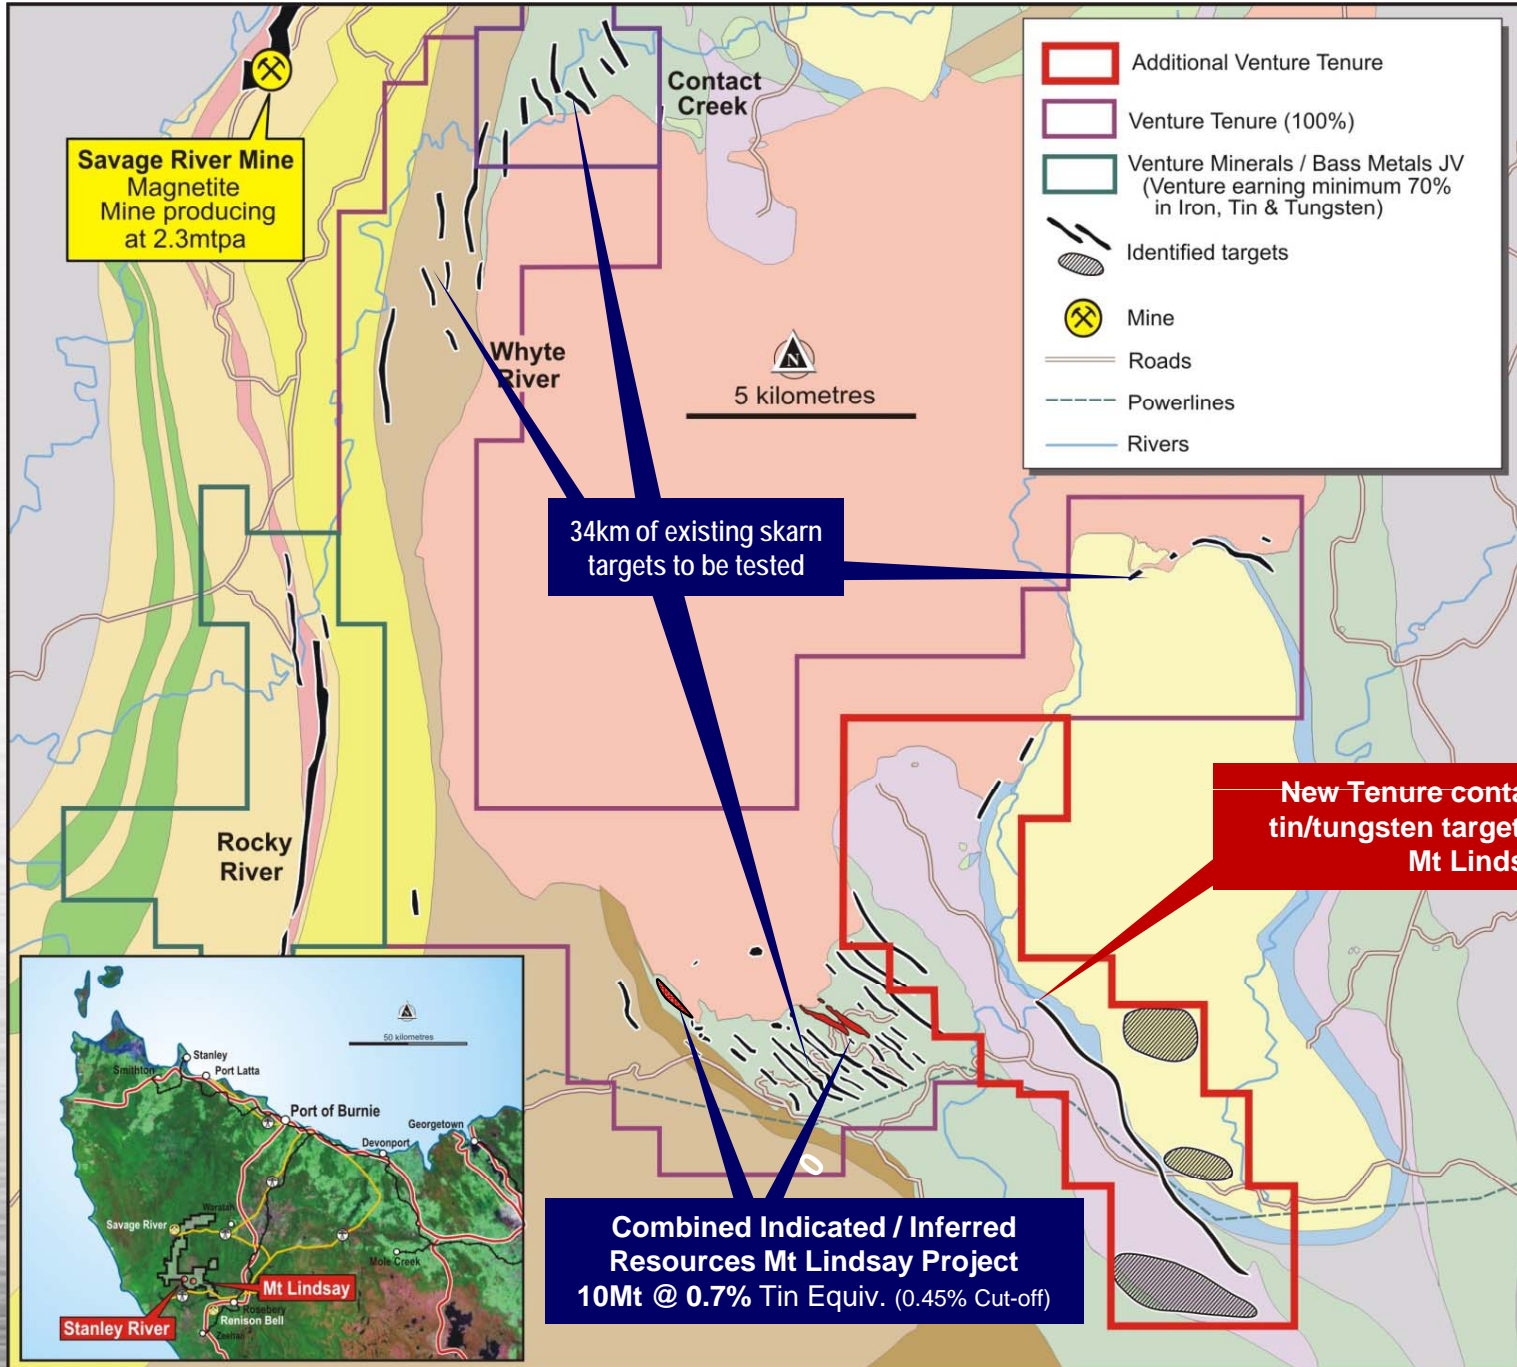 Contact
Creek
Savage River Mine
Magnetite
Mine producing
at 2.3mtpa
Additional Venture Tenure
Venture Tenure (100%)
Venture Minerals / Bass Metals JV
(Venture earning minimum 70%
in Iron, Tin & Tungsten)
Identified targets
Mine
Roads
Powerlines
Rivers
Whyte
River
N
5 kilometres
34km of existing skarn
targets to be tested
New Tenure conta
tin/tungsten target
Mt Linds
Rocky
River
50 kilometres
Stanley
Smithton
Port Latta
Port of Burnie
Georgetown
Devonport
Waratah
Savage River
Mole Creek
Mt Lindsay
Rosebery
Renison Bell
Stanley River
Zeehan
0
Combined Indicated / Inferred
Resources Mt Lindsay Project
10Mt @ 0.7% Tin Equiv. (0.45% Cut-off)